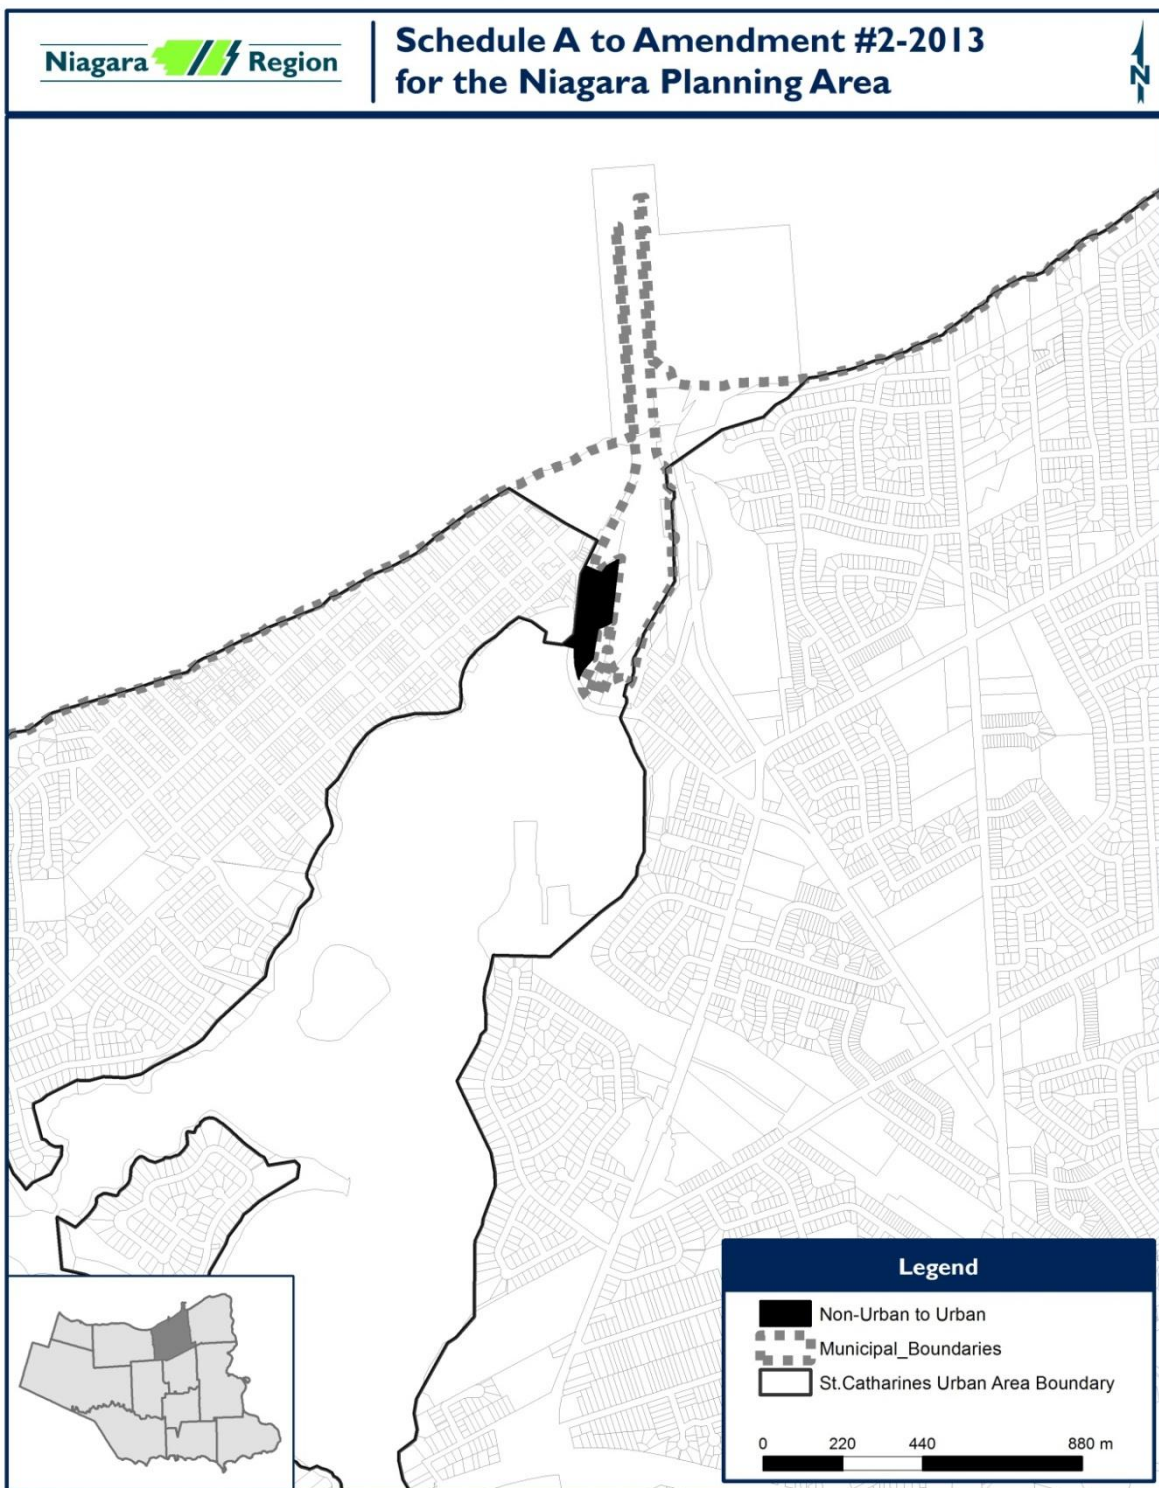 Niagara Region
Schedule A to Amendment #2-2013
for the Niagara Planning Area
N
Legend
Non-Urban to Urban
Municipal_Boundaries
St.Catharines Urban Area Boundary
0 220 440 880 m